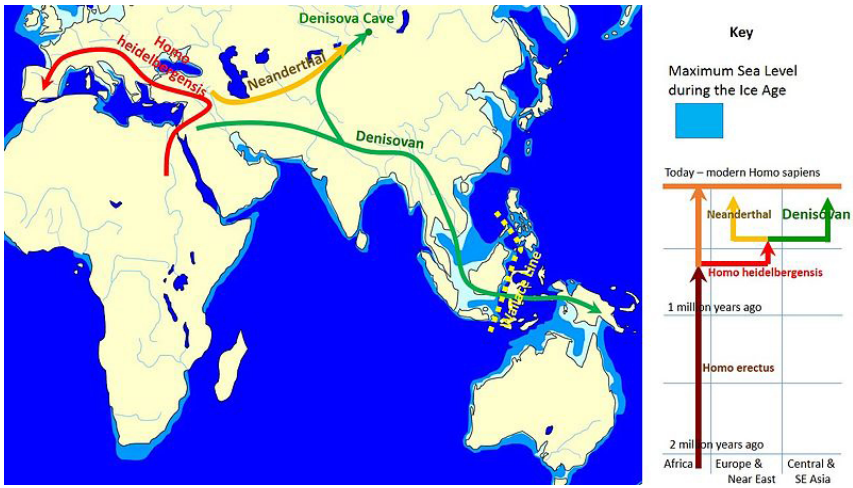 Denisova Cave
Homo
heidelbergensis
Neanderthal
Denisovan
Wallace Line
Key
Maximum Sea Level
during the Ice Age
Today – modern Homo sapiens
Neanderthal
Denisovan
Homo heidelbergensis
1 million years ago
Homo erectus
2 million years ago
Africa
Europe &
Near East
Central &
SE Asia